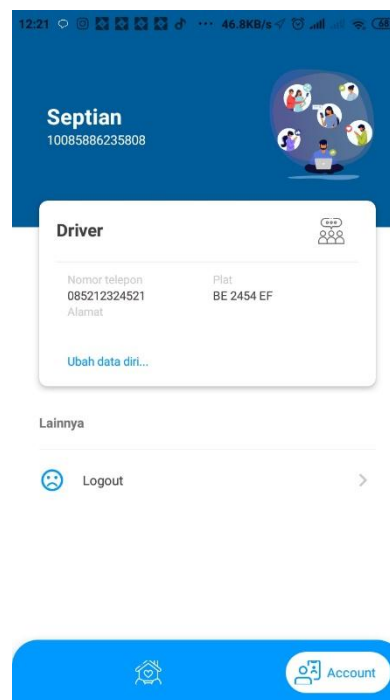 12:21 ... 46.8KB/s 68
Septian
10085886235808
Driver
Nomor telepon Plat
085212324521 BE 2454 EF
Alamat
Ubah data diri...
Lainnya
Logout
Account